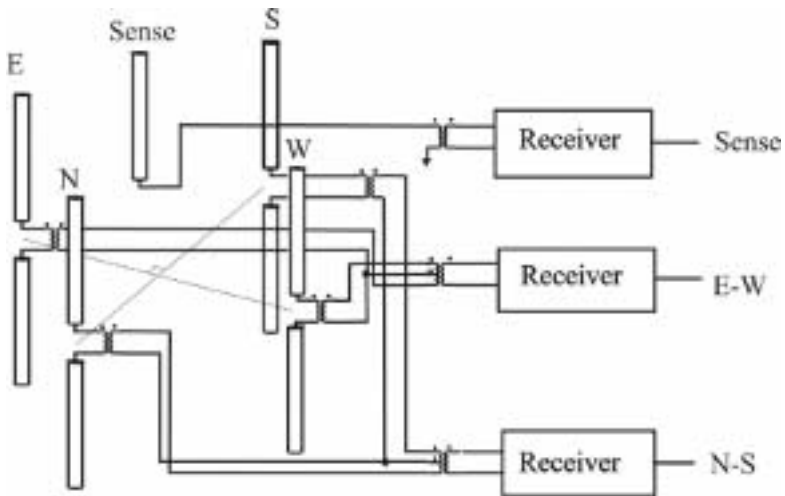 S
Sense
E
W
N
Receiver
Sense
Receiver
E-W
Receiver
N-S